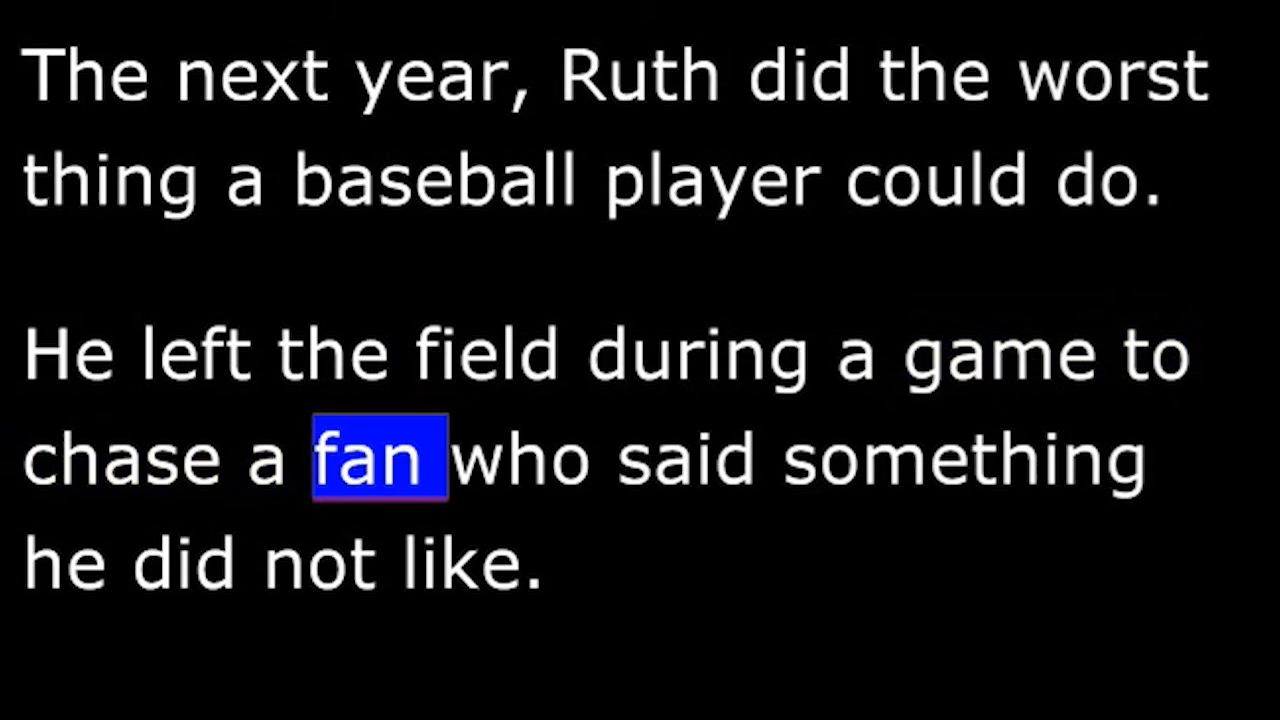 The next year, Ruth did the worst
thing a baseball player could do.
He left the field during a game to
chase a fan who said something
he did not like.